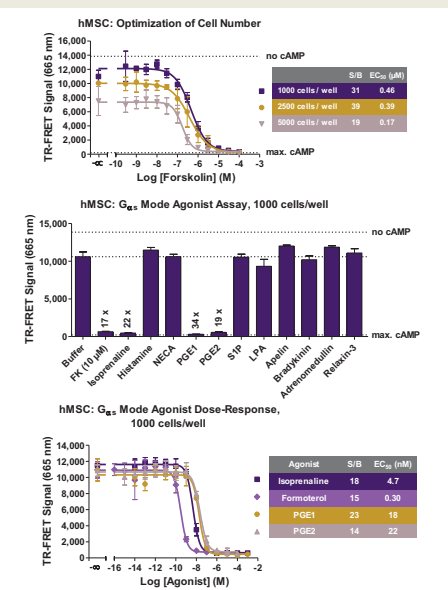 hMSC: Optimization of Cell Number
TR-FRET Signal (665 nm)
16,000
14,000
12,000
10,000
8,000
6,000
4,000
2,000
0
no cAMP
max. cAMP
-α -10 -9 -8 -7 -6 -5 -4 -3
Log [Forskolin] (M)
S/B EC50 (µM)
1000 cells / well 31 0.46
2500 cells / well 39 0.39
5000 cells / well 19 0.17
hMSC: Gαs Mode Agonist Assay, 1000 cells/well
TR-FRET Signal (665 nm)
15,000
10,000
5,000
0
no cAMP
max. cAMP
17 x
22 x
34 x
19 x
Buffer
FK (10 µM)
Isoprenaline
Histamine
NECA
PGE1
PGE2
S1P
LPA
Apelin
Bradykinin
Adrenomedullin
Relaxin-3
hMSC: Gαs Mode Agonist Dose-Response,
1000 cells/well
TR-FRET Signal (665 nm)
14,000
12,000
10,000
8,000
6,000
4,000
2,000
0
-α -16 -14 -12 -10 -8 -6 -4 -2
Log [Agonist] (M)
Agonist S/B EC50 (nM)
Isoprenaline 18 4.7
Formoterol 15 0.30
PGE1 23 18
PGE2 14 22